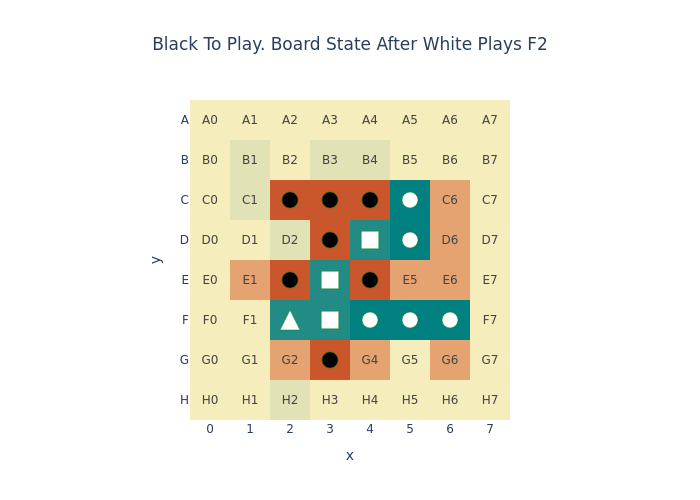 Black To Play. Board State After White Plays F2
A A0 A1 A2 A3 A4 A5 A6 A7
B B0 B1 B2 B3 B4 B5 B6 B7
C C0 C1 C6 C7
D D0 D1 D2 D6 D7
y
E E0 E1 E5 E6 E7
F F0 F1 F7
G G0 G1 G2 G4 G5 G6 G7
H H0 H1 H2 H3 H4 H5 H6 H7
0 1 2 3 4 5 6 7
x